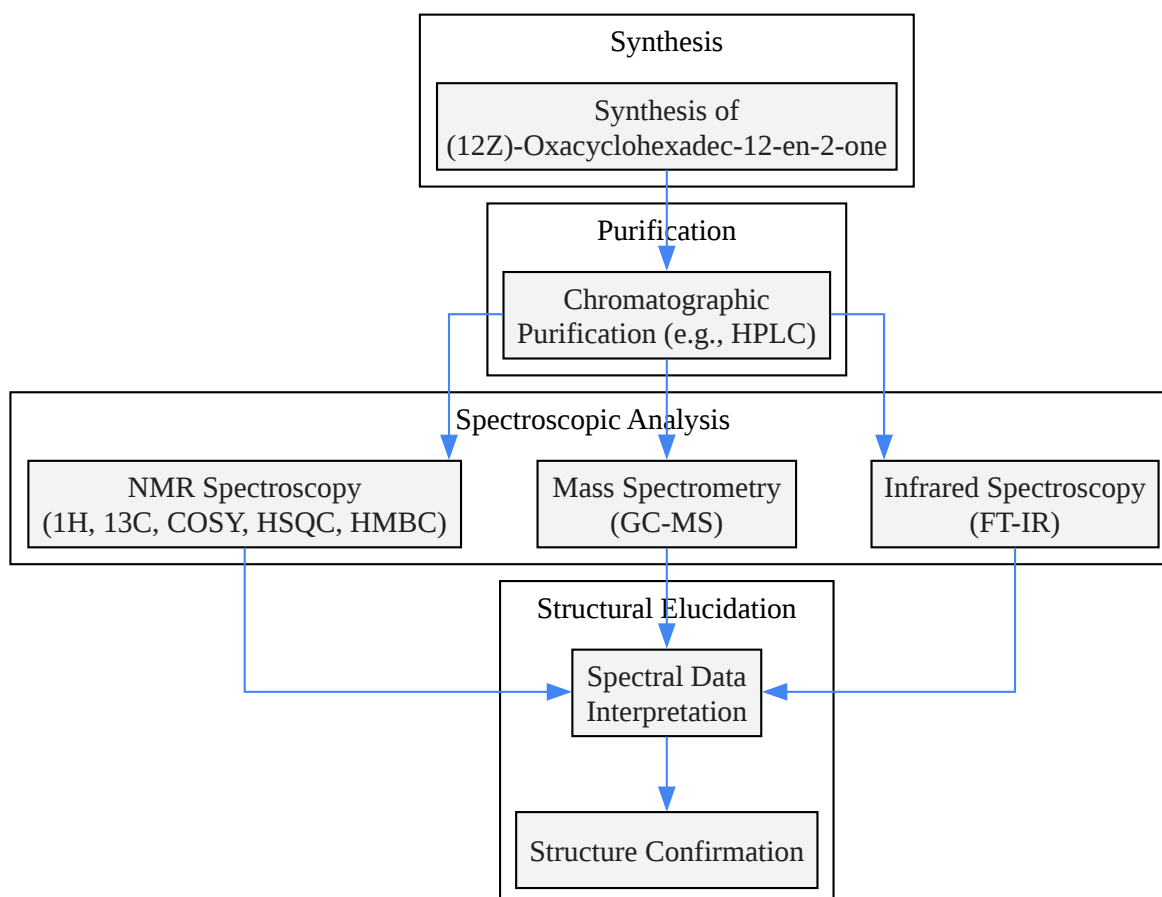 Synthesis
Synthesis of
(12Z)-Oxacyclohexadec-12-en-2-one
Purification
Chromatographic
Purification (e.g., HPLC)
Spectroscopic Analysis
NMR Spectroscopy
(1H, 13C, COSY, HSQC, HMBC)
Mass Spectrometry
(GC-MS)
Infrared Spectroscopy
(FT-IR)
Structural Elucidation
Spectral Data
Interpretation
Structure Confirmation